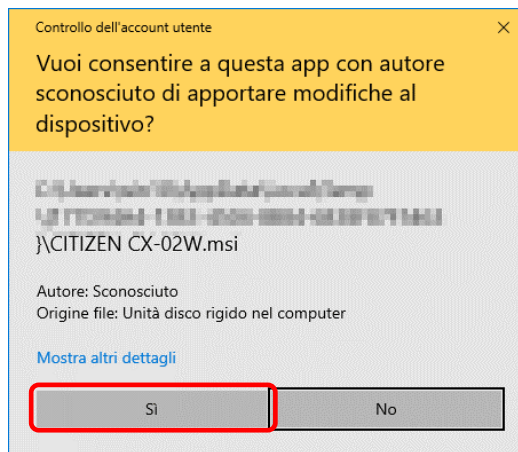 Controllo dell'account utente
Vuoi consentire a questa app con autore
sconosciuto di apportare modifiche al
dispositivo?
}\CITIZEN CX-02W.msi
Autore: Sconosciuto
Origine file: Unità disco rigido nel computer
Mostra altri dettagli
Sì
No